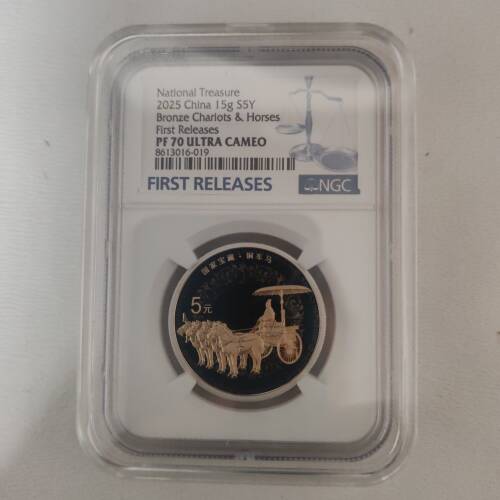 National Treasure
2025 China 15g S5Y
Bronze Chariots & Horses
First Releases
PF 70 ULTRA CAMEO
8613016-019
FIRST RELEASES
NGC
国家宝藏·铜车马
5元